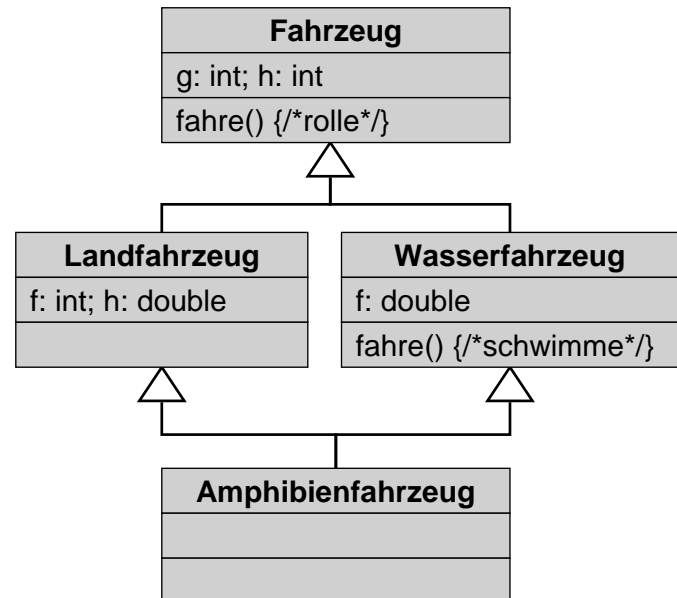 Fahrzeug
g: int; h: int
fahre() {/*rolle*/}
Landfahrzeug
f: int; h: double
Wasserfahrzeug
f: double
fahre() {/*schwimme*/}
Amphibienfahrzeug